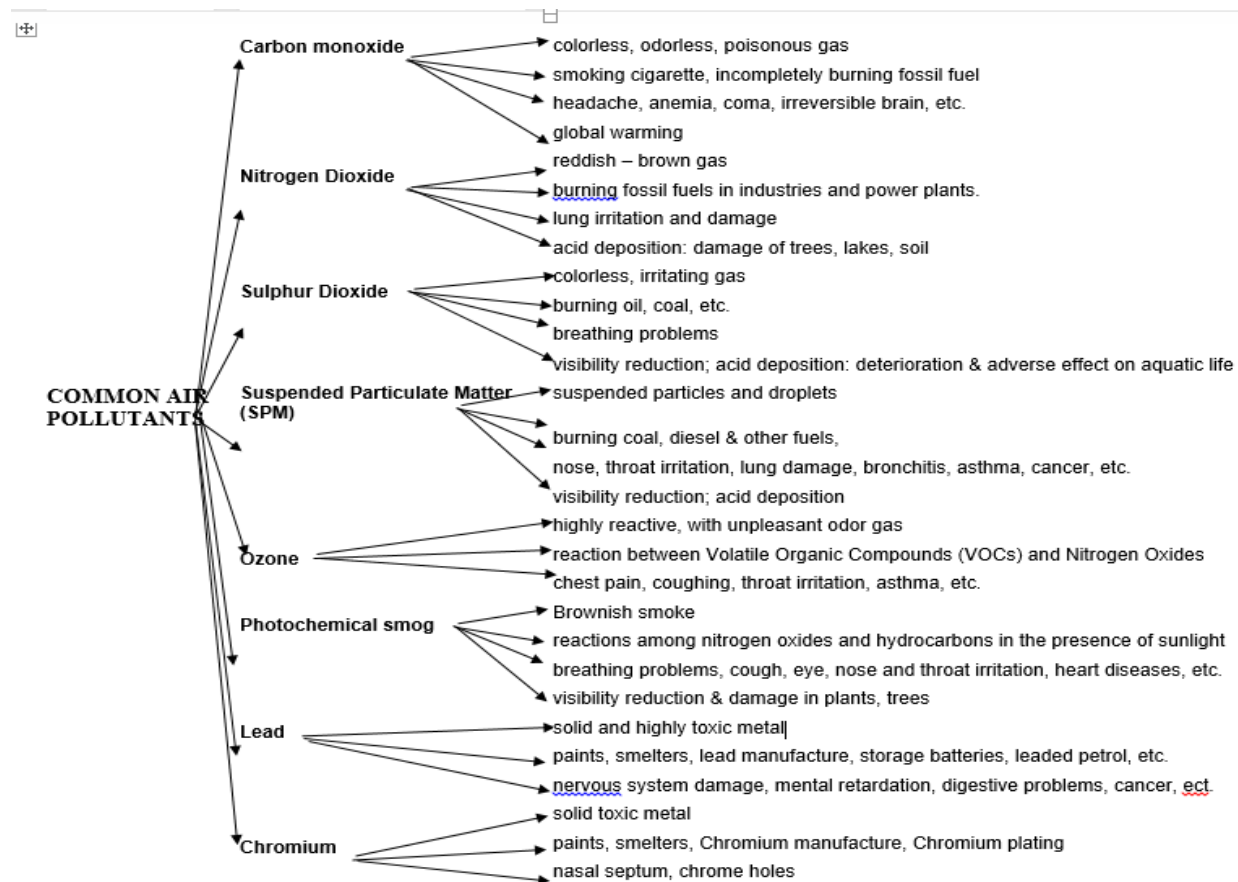 COMMON AIR
POLLUTANTS
Carbon monoxide
colorless, odorless, poisonous gas
smoking cigarette, incompletely burning fossil fuel
headache, anemia, coma, irreversible brain, etc.
global warming
Nitrogen Dioxide
reddish – brown gas
burning fossil fuels in industries and power plants.
lung irritation and damage
acid deposition: damage of trees, lakes, soil
Sulphur Dioxide
colorless, irritating gas
burning oil, coal, etc.
breathing problems
visibility reduction; acid deposition: deterioration & adverse effect on aquatic life
Suspended Particulate Matter
(SPM)
suspended particles and droplets
burning coal, diesel & other fuels,
nose, throat irritation, lung damage, bronchitis, asthma, cancer, etc.
visibility reduction; acid deposition
Ozone
highly reactive, with unpleasant odor gas
reaction between Volatile Organic Compounds (VOCs) and Nitrogen Oxides
chest pain, coughing, throat irritation, asthma, etc.
Photochemical smog
Brownish smoke
reactions among nitrogen oxides and hydrocarbons in the presence of sunlight
breathing problems, cough, eye, nose and throat irritation, heart diseases, etc.
visibility reduction & damage in plants, trees
Lead
solid and highly toxic metal
paints, smelters, lead manufacture, storage batteries, leaded petrol, etc.
nervous system damage, mental retardation, digestive problems, cancer, ect.
Chromium
solid toxic metal
paints, smelters, Chromium manufacture, Chromium plating
nasal septum, chrome holes